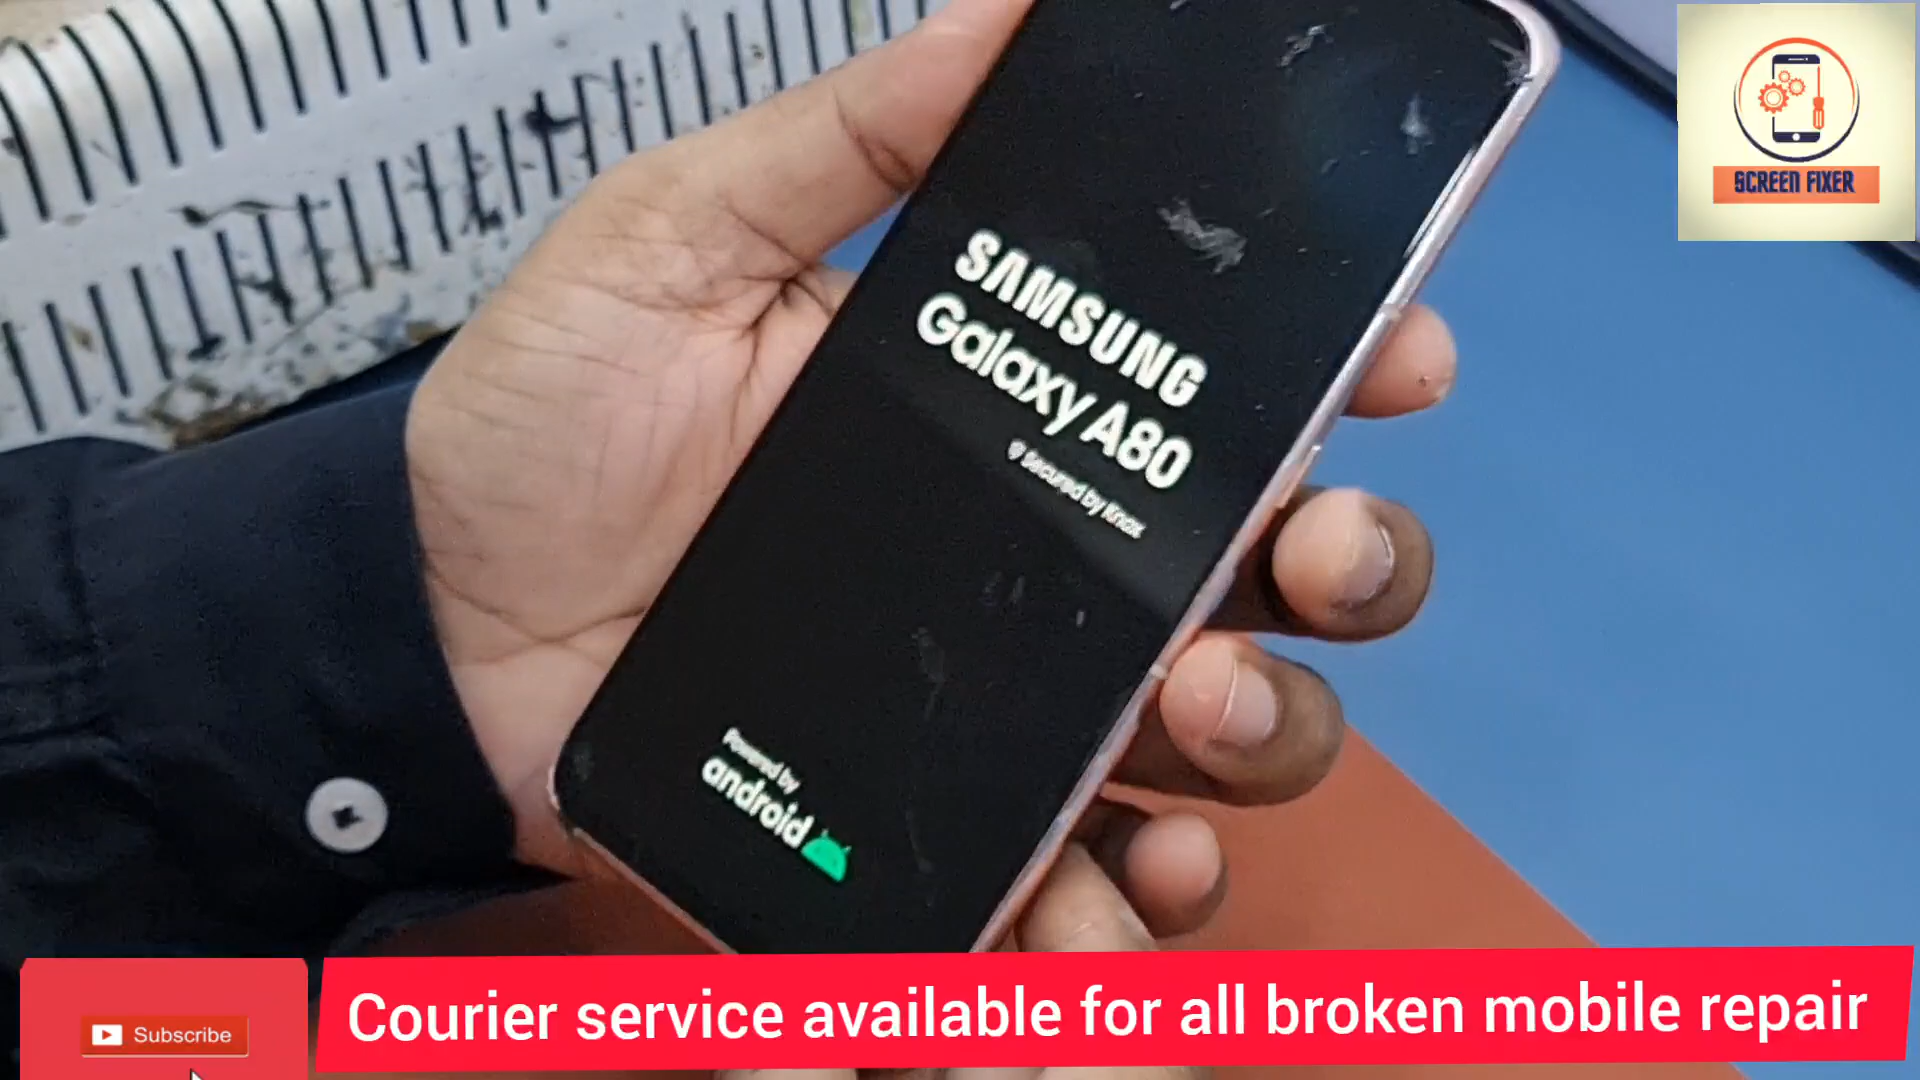 SCREEN FIXER
SAMSUNG
Galaxy A80
Secured by Knox
Powered by
android
Subscribe
Courier service available for all broken mobile repair